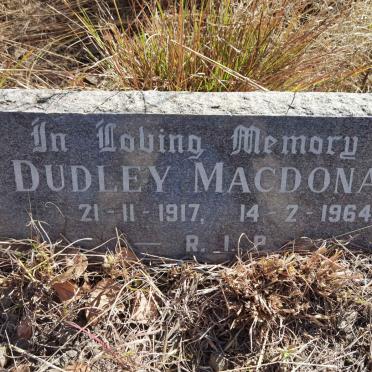 In Loving Memory
DUDLEY MACDONA
21-11-1917, 14-2-1964
— R.I.P